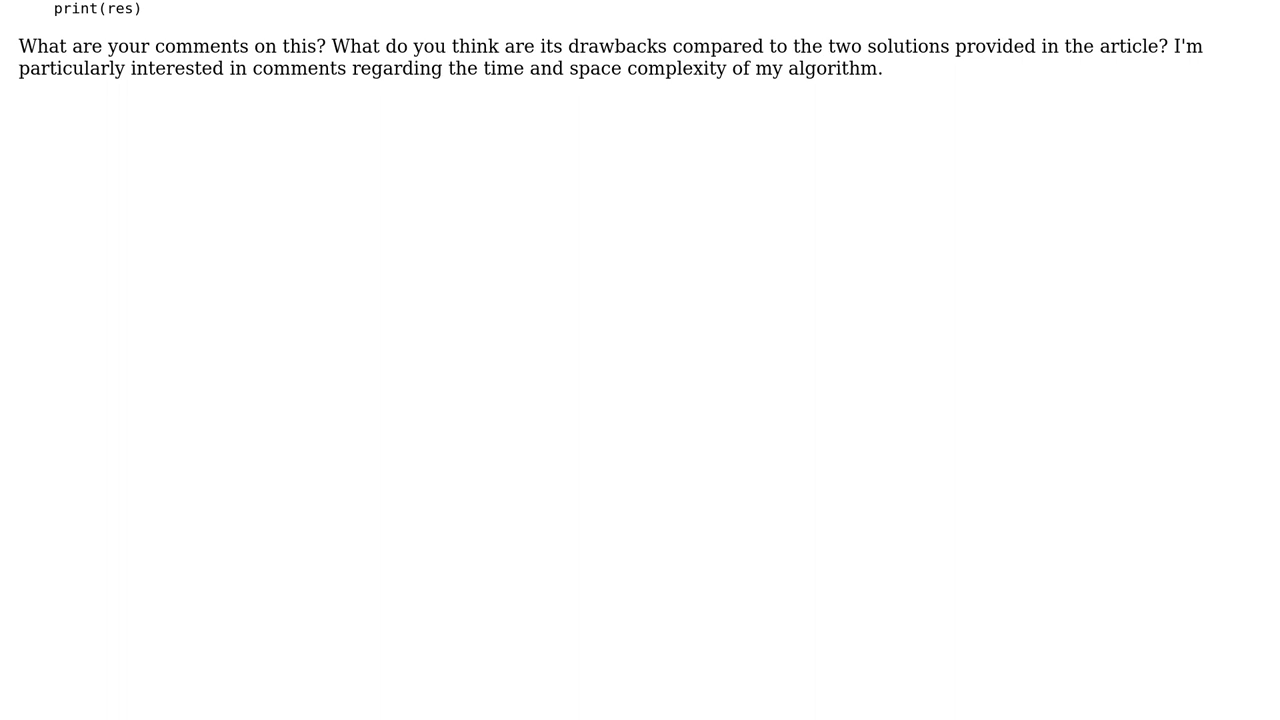 print(res)
What are your comments on this? What do you think are its drawbacks compared to the two solutions provided in the article? I'm
particularly interested in comments regarding the time and space complexity of my algorithm.